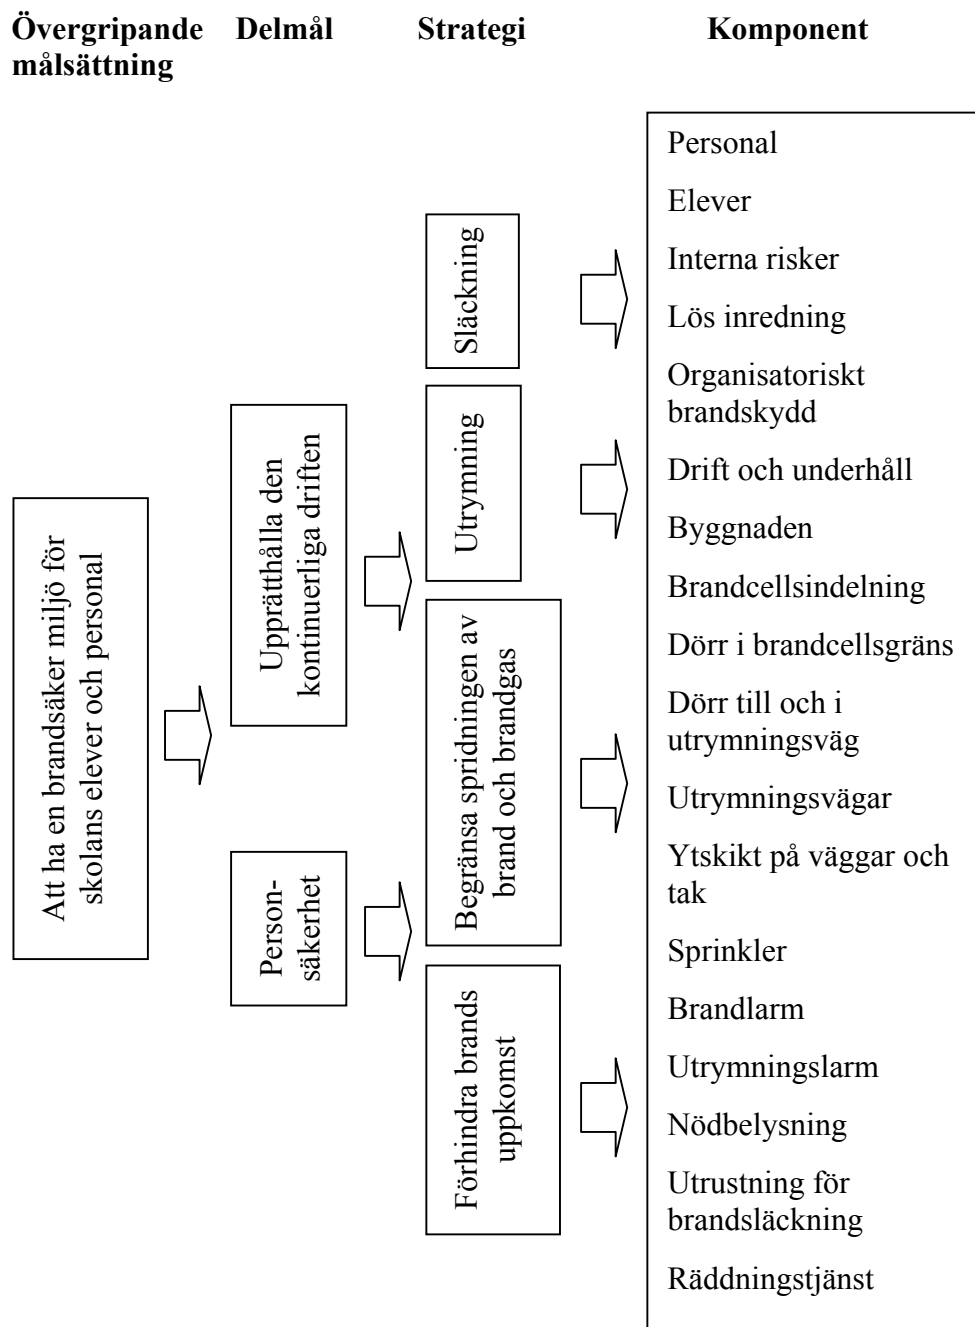 Övergripande
målsättning
Delmål
Strategi
Komponent
Att ha en brandsäker miljö för
skolans elever och personal
Upprätthålla den
kontinuerliga driften
Person-
säkerhet
Släckning
Utrymning
Begränsa spridningen av
brand och brandgas
Förhindra brands
uppkomst
Personal
Elever
Interna risker
Lös inredning
Organisatoriskt
brandskydd
Drift och underhåll
Byggnaden
Brandcellsindelning
Dörr i brandcellsgräns
Dörr till och i
utrymningsväg
Utrymningsvägar
Ytskikt på väggar och
tak
Sprinkler
Brandlarm
Utrymningslarm
Nödbelysning
Utrustning för
brandsläckning
Räddningstjänst